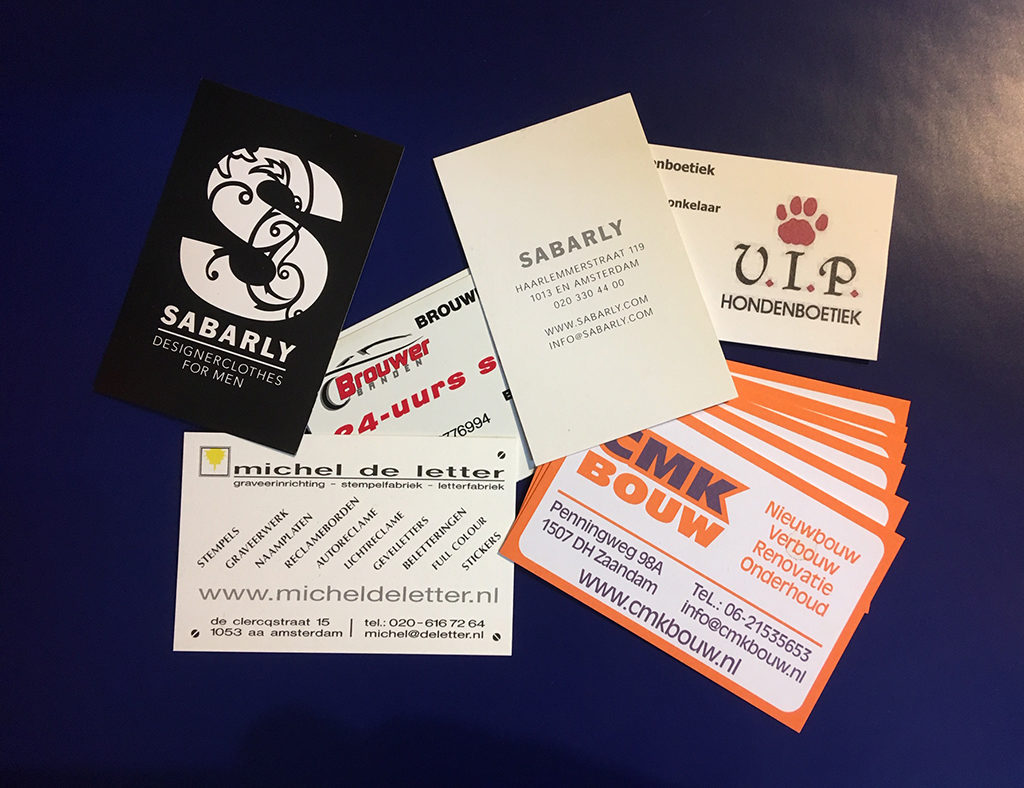 SABARLY
DESIGNERCLOTHES
FOR MEN
SABARLY
HAARLEMMERSTRAAT 119
1013 EN AMSTERDAM
020 330 44 00
WWW.SABARLY.COM
INFO@SABARLY.COM
nboetiek
onkelaar
V.I.P.
HONDENBOETIEK
BROUW
Brouwer
BANDEN
24-uurs s
776994
michel de letter
graveerinrichting - stempelfabriek - letterfabriek
STEMPELS
GRAVEERWERK
NAAMPLATEN
RECLAMEBORDEN
AUTORECLAME
LICHTRECLAME
GEVELLETTERS
BELETTERINGEN
FULL COLOUR
STICKERS
www.micheldeletter.nl
de clercqstraat 15
1053 aa amsterdam
tel.: 020 - 616 72 64
michel@deletter.nl
CMK
BOUW
Nieuwbouw
Verbouw
Renovatie
Onderhoud
Penningweg 98A
1507 DH Zaandam
Tel.: 06-21535653
info@cmkbouw.nl
www.cmkbouw.nl